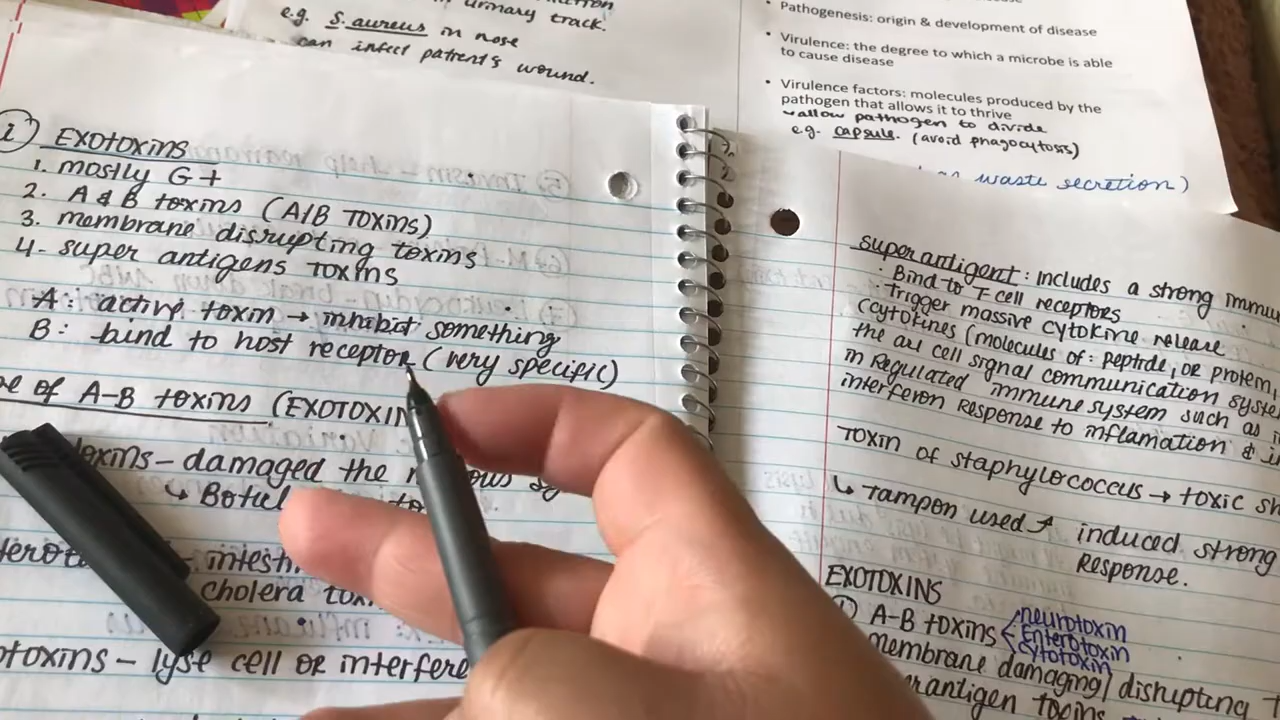 urinary track.
e.g. S. aureus in nose
can infect patient's wound.
Pathogenesis: origin & development of disease
Virulence: the degree to which a microbe is able
to cause disease
Virulence factors: molecules produced by the
pathogen that allows it to thrive
allow pathogen to divide
e.g. capsule. (avoid phagocytosis)
waste secretion)
i) EXOTOXINS
1. mostly G+
2. A & B toxins (A/B TOXINS)
3. membrane disrupting toxins
4. super antigens toxins
A: active toxin → inhibit something
B: bind to host receptor (very specific)
of A-B toxins (EXOTOXIN
toxins - damaged the
↳ Botul
intesti
cholera
otoxins - lyse cell or interfere
superantigent: includes a strong immu
· Bind to T cell receptors
· Trigger massive cytokine release
(cytokines (molecules of: peptide, or protein,
the all cell signal communication system
in Regulated immune system such as
interferon Response to inflamation &
Toxin of staphylococcus → toxic sh
↳ Tampon used induced strong
Response.
EXOTOXINS
1) A-B toxins < neurotoxin
Enterotoxin
cytotoxin
membrane damaging/disrupting
rantigen toxins